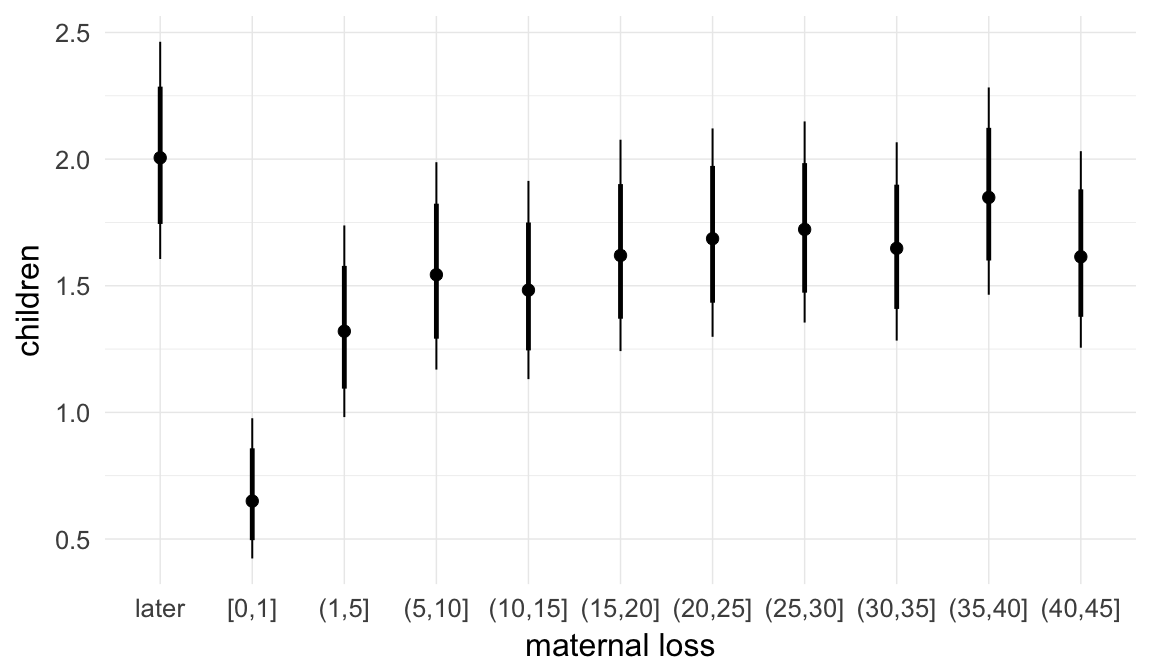 2.5
2.0
children
1.5
1.0
0.5
later [0,1] (1,5] (5,10] (10,15] (15,20] (20,25] (25,30] (30,35] (35,40] (40,45]
maternal loss